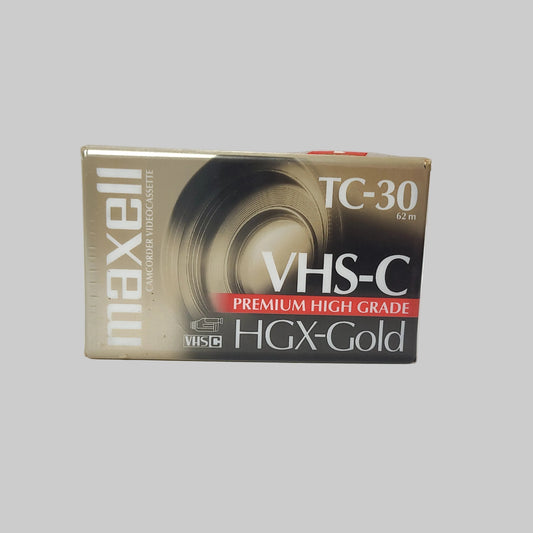 maxell
CAMCORDER VIDEOCASSETTE
TC-30
62 m
VHS-C
PREMIUM HIGH GRADE
HGX-Gold
VHS C